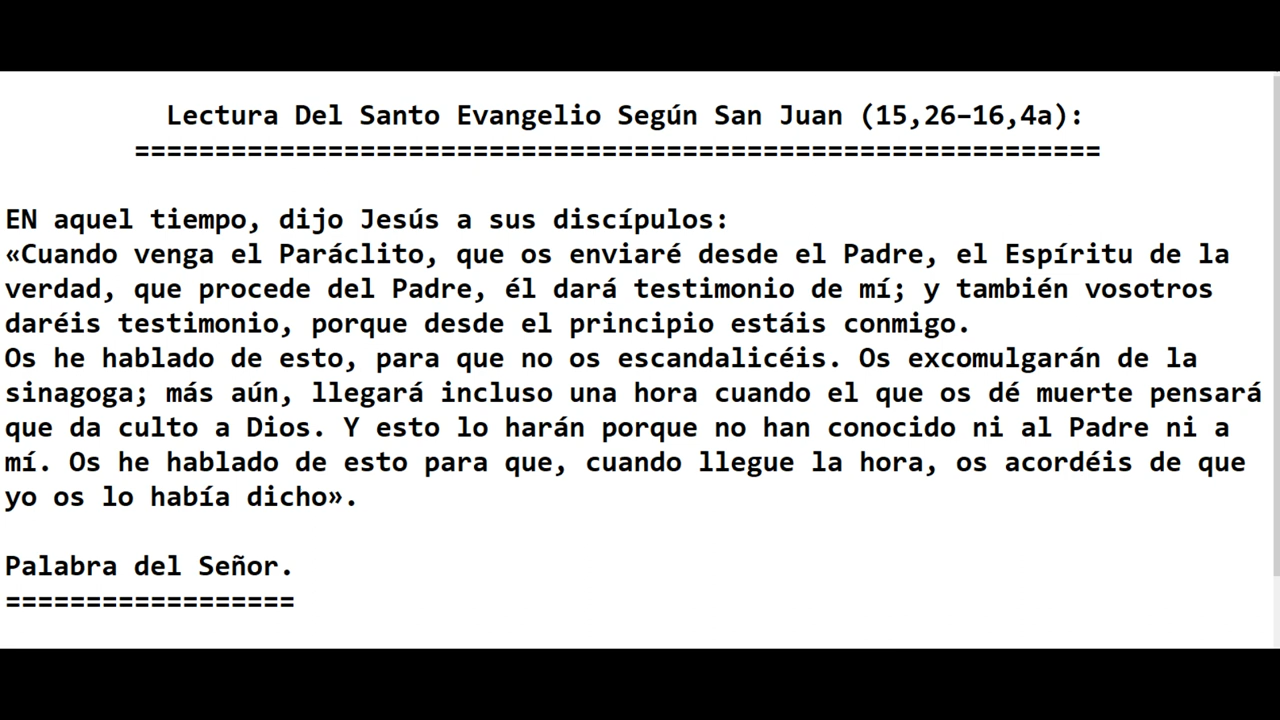 Lectura Del Santo Evangelio Según San Juan (15,26–16,4a):
============================================================
EN aquel tiempo, dijo Jesús a sus discípulos:
«Cuando venga el Paráclito, que os enviaré desde el Padre, el Espíritu de la
verdad, que procede del Padre, él dará testimonio de mí; y también vosotros
daréis testimonio, porque desde el principio estáis conmigo.
Os he hablado de esto, para que no os escandalicéis. Os excomulgarán de la
sinagoga; más aún, llegará incluso una hora cuando el que os dé muerte pensará
que da culto a Dios. Y esto lo harán porque no han conocido ni al Padre ni a
mí. Os he hablado de esto para que, cuando llegue la hora, os acordéis de que
yo os lo había dicho».
Palabra del Señor.
==================